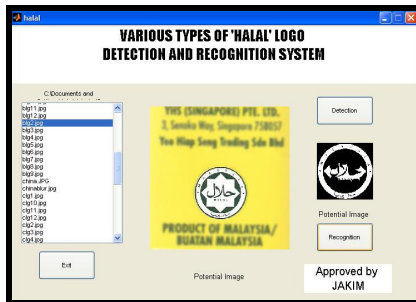 halal
VARIOUS TYPES OF 'HALAL' LOGO
DETECTION AND RECOGNITION SYSTEM
C:\Documents and
blg11.jpg
blg12.jpg
blg2.jpg
blg3.jpg
blg4.jpg
blg5.jpg
blg6.jpg
blg7.jpg
blg8.jpg
blg9.jpg
china.JPG
chinablur.jpg
clg1.jpg
clg10.jpg
clg11.jpg
clg12.jpg
clg2.jpg
clg3.jpg
clg4.jpg
Exit
YHS (SINGAPORE) PTE. LTD.
3, Senoko Way, Singapore 758057
Yeo Hiap Seng Trading Sdn Bhd
حلال
HALAL
PRODUCT OF MALAYSIA/
BUATAN MALAYSIA
Potential Image
Detection
Potential Image
Recognition
Approved by
JAKIM